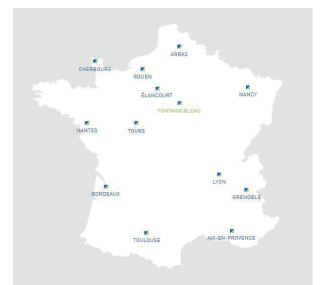 ARRAS
CHERBOURG
ROUEN
ÉLANCOURT
NANCY
FONTAINEBLEAU
NANTES
TOURS
LYON
BORDEAUX
GRENOBLE
TOULOUSE
AIX-EN-PROVENCE